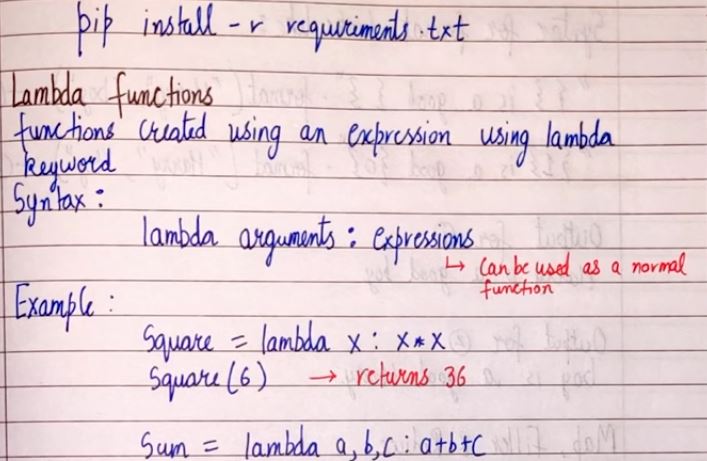 pip install -r requirements.txt
Lambda functions
functions created using an expression using lambda
keyword
Syntax :
lambda arguments : expressions
↳ Can be used as a normal
function
Example :
Square = lambda x : x*x
Square (6) → returns 36
Sum = lambda a,b,c : a+b+c